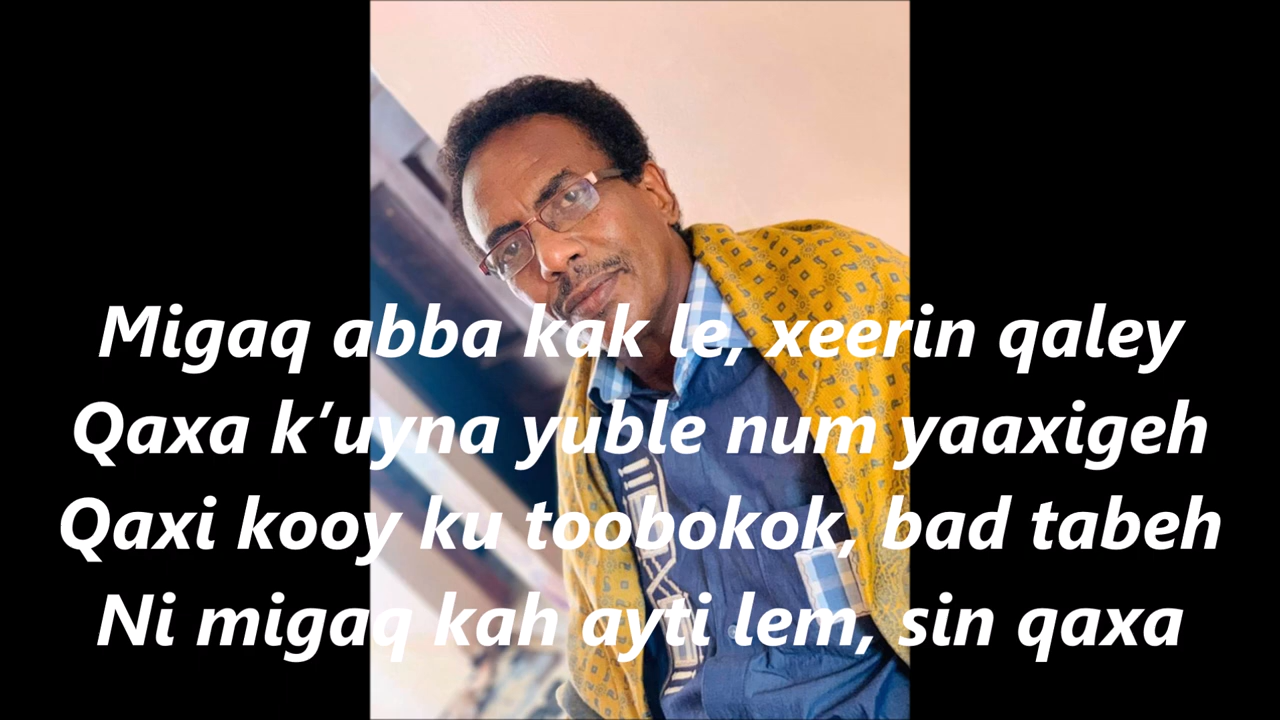 Migaq abba kak le, xeerin qaley
Qaxa k’uyna yuble num yaaxigeh
Qaxi kooy ku toobokok, bad tabeh
Ni migaq kah ayti lem, sin qaxa